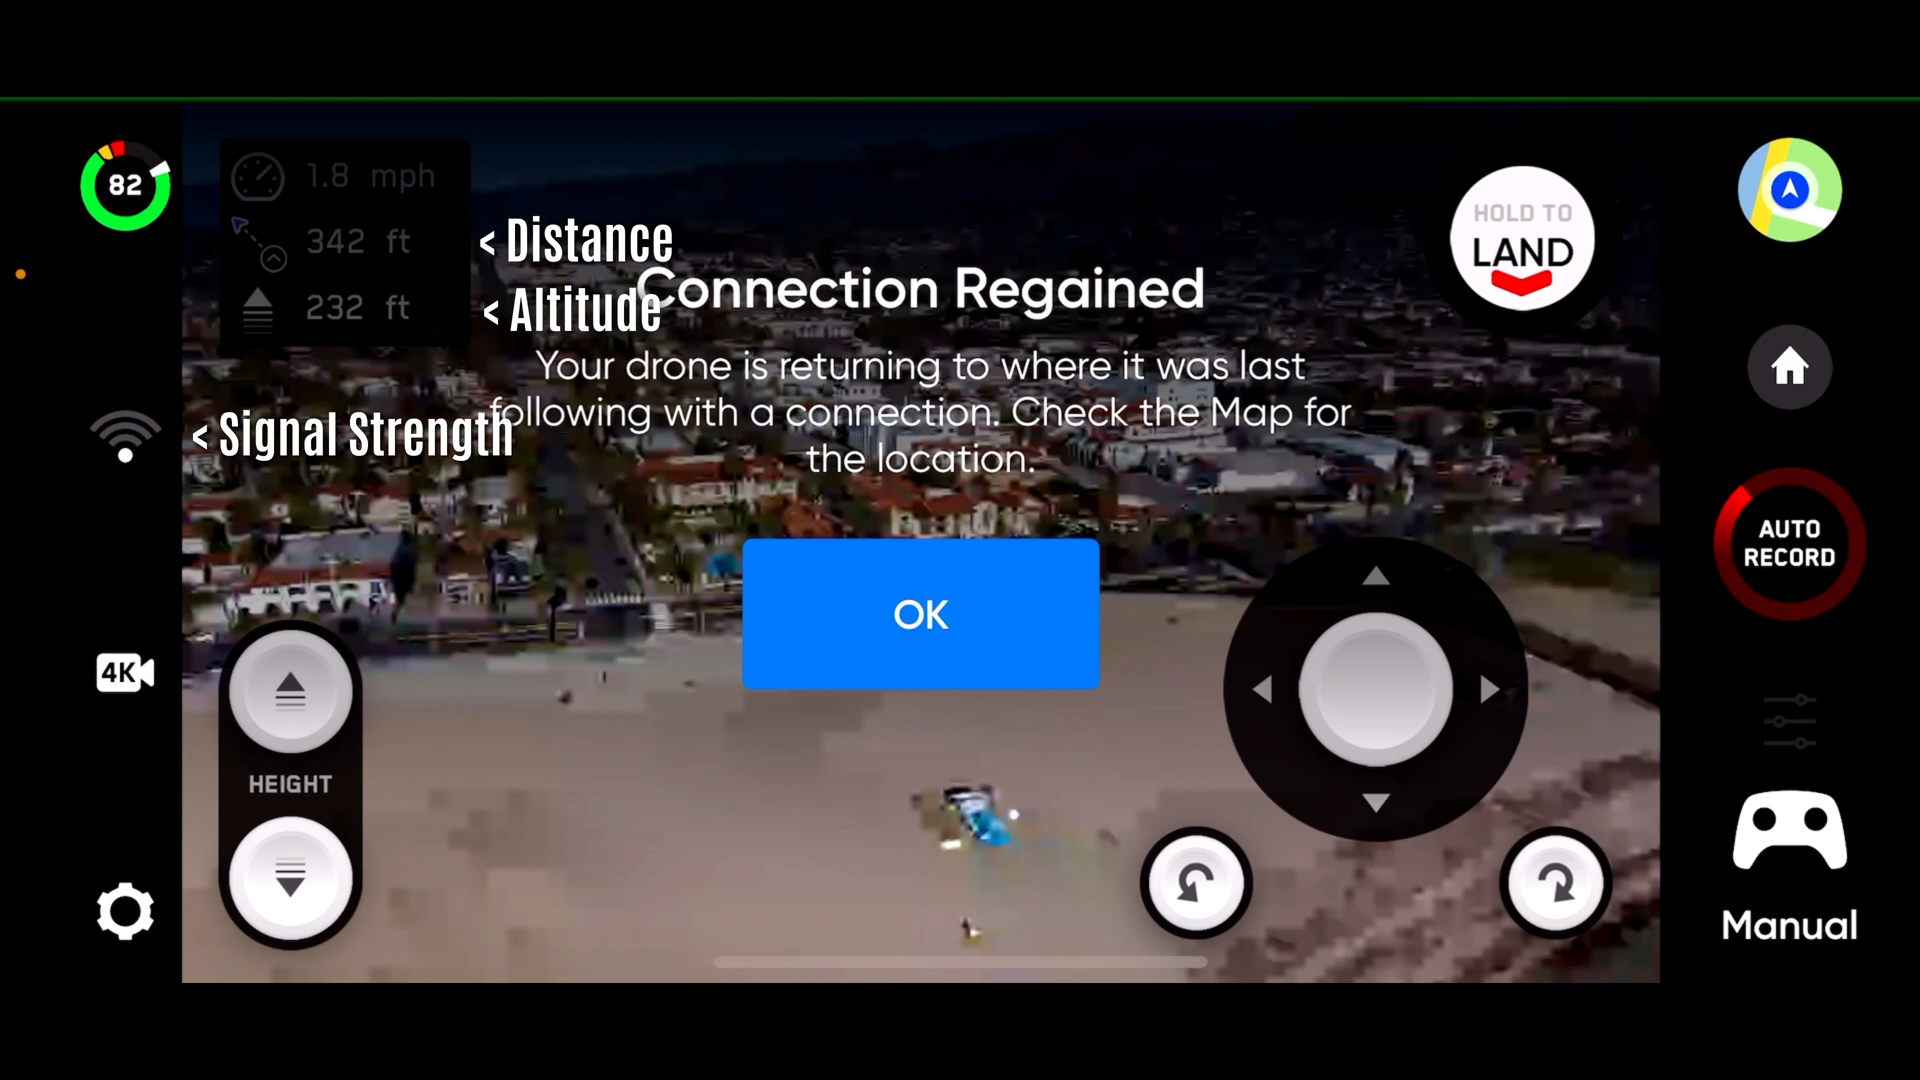 82
1.8 mph
342 ft
< Distance
232 ft
< Altitude
HOLD TO
LAND
Connection Regained
Your drone is returning to where it was last
following with a connection. Check the Map for
the location.
< Signal Strength
OK
AUTO
RECORD
4K
HEIGHT
Manual